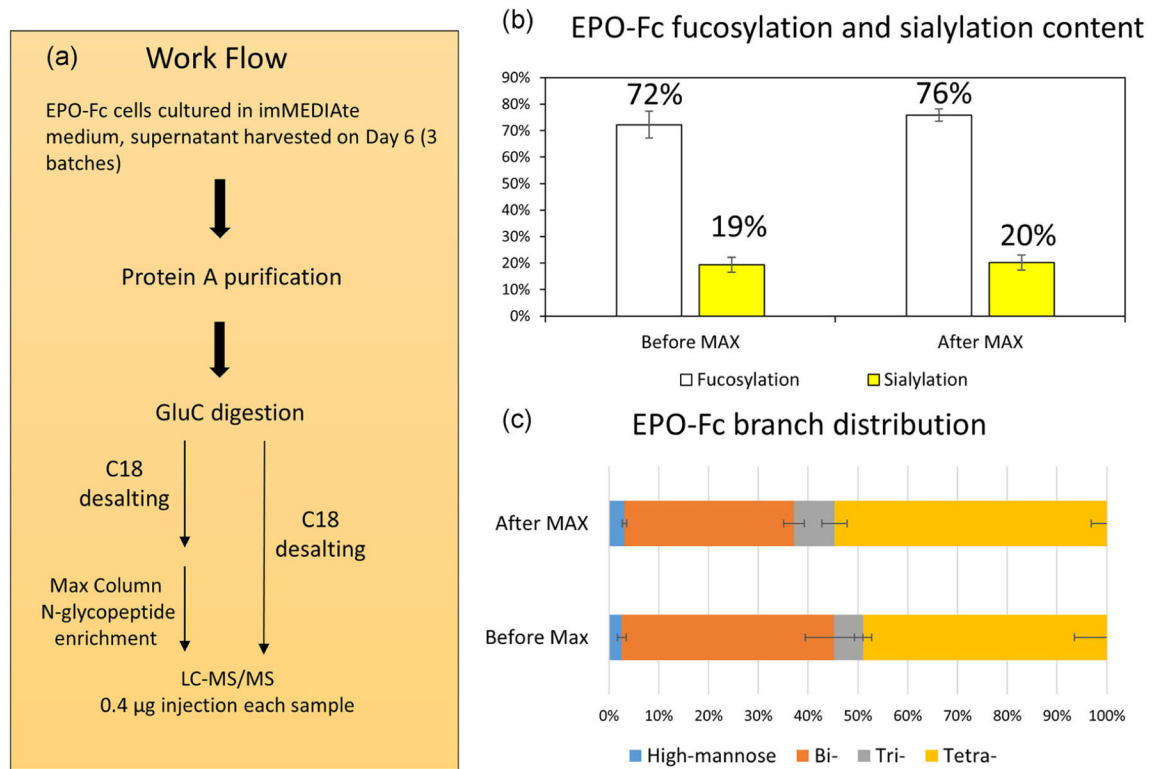 (a) Work Flow
EPO-Fc cells cultured in imMEDIAte
medium, supernatant harvested on Day 6 (3
batches)
Protein A purification
GluC digestion
C18
desalting
C18
desalting
Max Column
N-glycopeptide
enrichment
LC-MS/MS
0.4 µg injection each sample
(b) EPO-Fc fucosylation and sialylation content
90%
80%
70%
60%
50%
40%
30%
20%
10%
0%
72%
19%
76%
20%
Before MAX
After MAX
Fucosylation
Sialylation
(c) EPO-Fc branch distribution
After MAX
Before Max
0% 10% 20% 30% 40% 50% 60% 70% 80% 90% 100%
High-mannose Bi- Tri- Tetra-